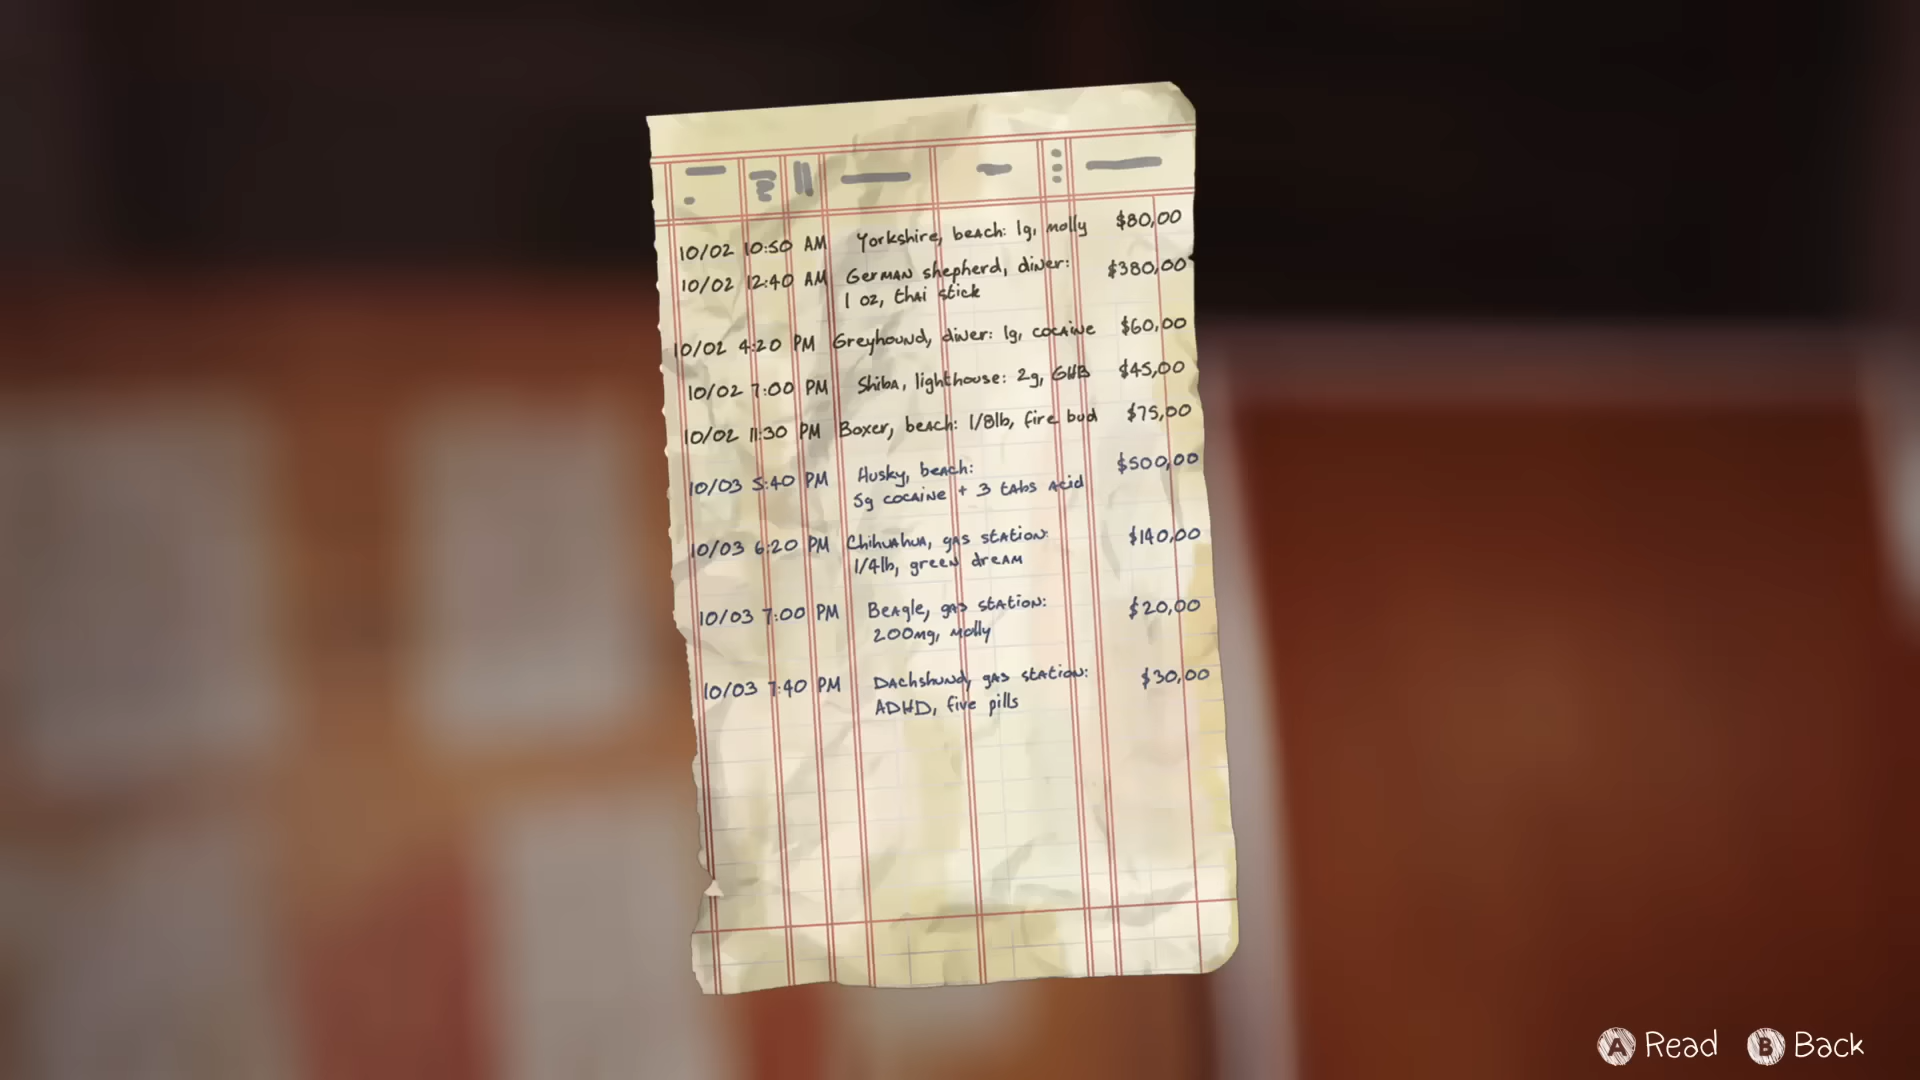 10/02 10:50 AM Yorkshire, beach: 1g, molly $80,00
10/02 12:40 AM German shepherd, diner: $380,00
1 oz, thai stick
10/02 4:20 PM Greyhound, diner: 1g, cocaine $60,00
10/02 7:00 PM Shiba, lighthouse: 2g, GHB $45,00
10/02 11:30 PM Boxer, beach: 1/8lb, fire bud $75,00
10/03 5:40 PM Husky, beach: $500,00
5g cocaine + 3 tabs acid
10/03 6:20 PM Chihuahua, gas station: $140,00
1/4lb, green dream
10/03 7:00 PM Beagle, gas station: $20,00
200mg, molly
10/03 7:40 PM Dachshund, gas station: $30,00
ADHD, five pills
A Read B Back